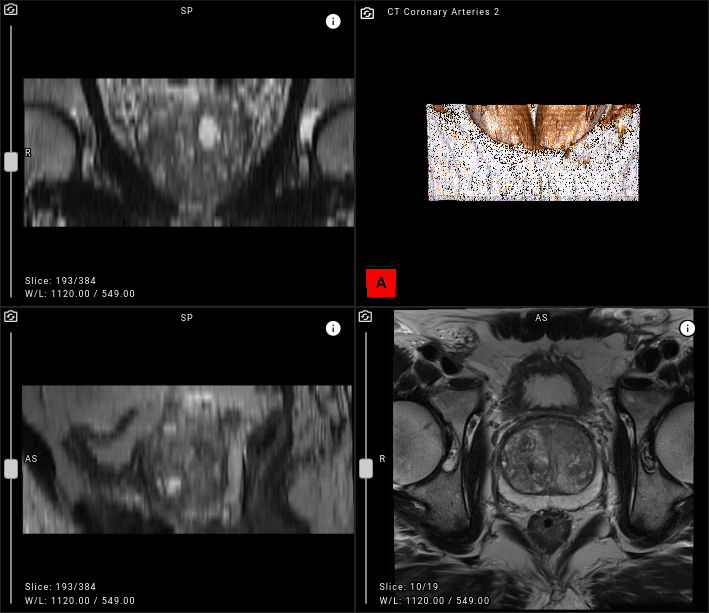 SP
R
Slice: 193/384
W/L: 1120.00 / 549.00
CT Coronary Arteries 2
A
SP
AS
Slice: 193/384
W/L: 1120.00 / 549.00
AS
R
Slice: 10/19
W/L: 1120.00 / 549.00